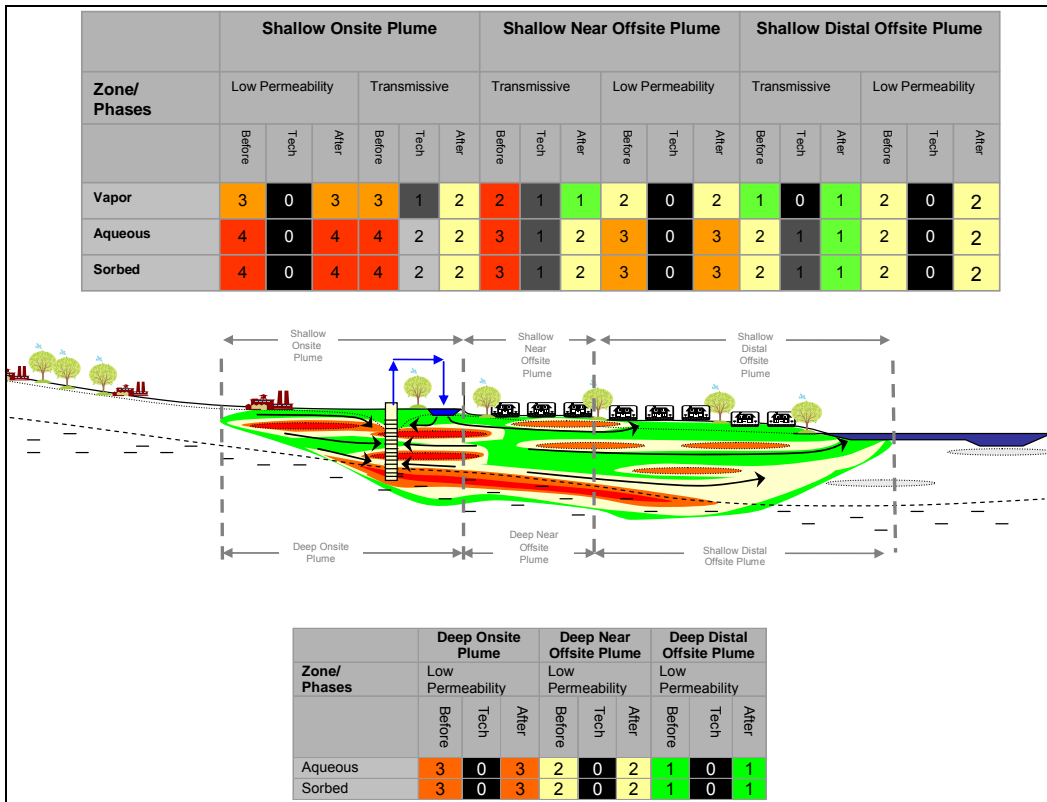 Shallow Onsite Plume Shallow Near Offsite Plume Shallow Distal Offsite Plume
Zone/ Phases Low Permeability Transmissive Transmissive Low Permeability Transmissive Low Permeability
Before Tech After Before Tech After Before Tech After Before Tech After Before Tech After Before Tech After
Vapor 3 0 3 3 1 2 2 1 1 2 0 2 1 0 1 2 0 2
Aqueous 4 0 4 4 2 2 3 1 2 3 0 3 2 1 1 2 0 2
Sorbed 4 0 4 4 2 2 3 1 2 3 0 3 2 1 1 2 0 2
Shallow
Onsite
Plume
Shallow
Near
Offsite
Plume
Shallow
Distal
Offsite
Plume
Deep Onsite
Plume
Deep Near
Offsite
Plume
Shallow Distal
Offsite Plume
Deep Onsite Plume Deep Near Offsite Plume Deep Distal Offsite Plume
Zone/ Phases Low Permeability Low Permeability Low Permeability
Before Tech After Before Tech After Before Tech After
Aqueous 3 0 3 2 0 2 1 0 1
Sorbed 3 0 3 2 0 2 1 0 1